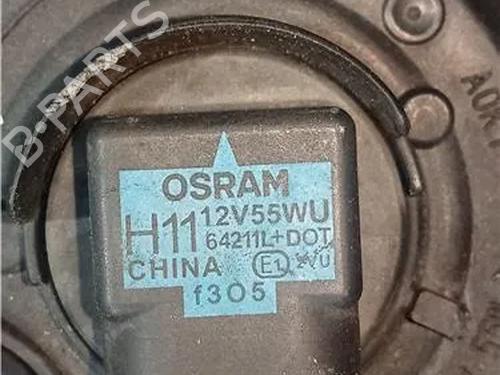 B-PARTS
OSRAM
H11 12V55WU
64211L+DOT
CHINA E1
f305